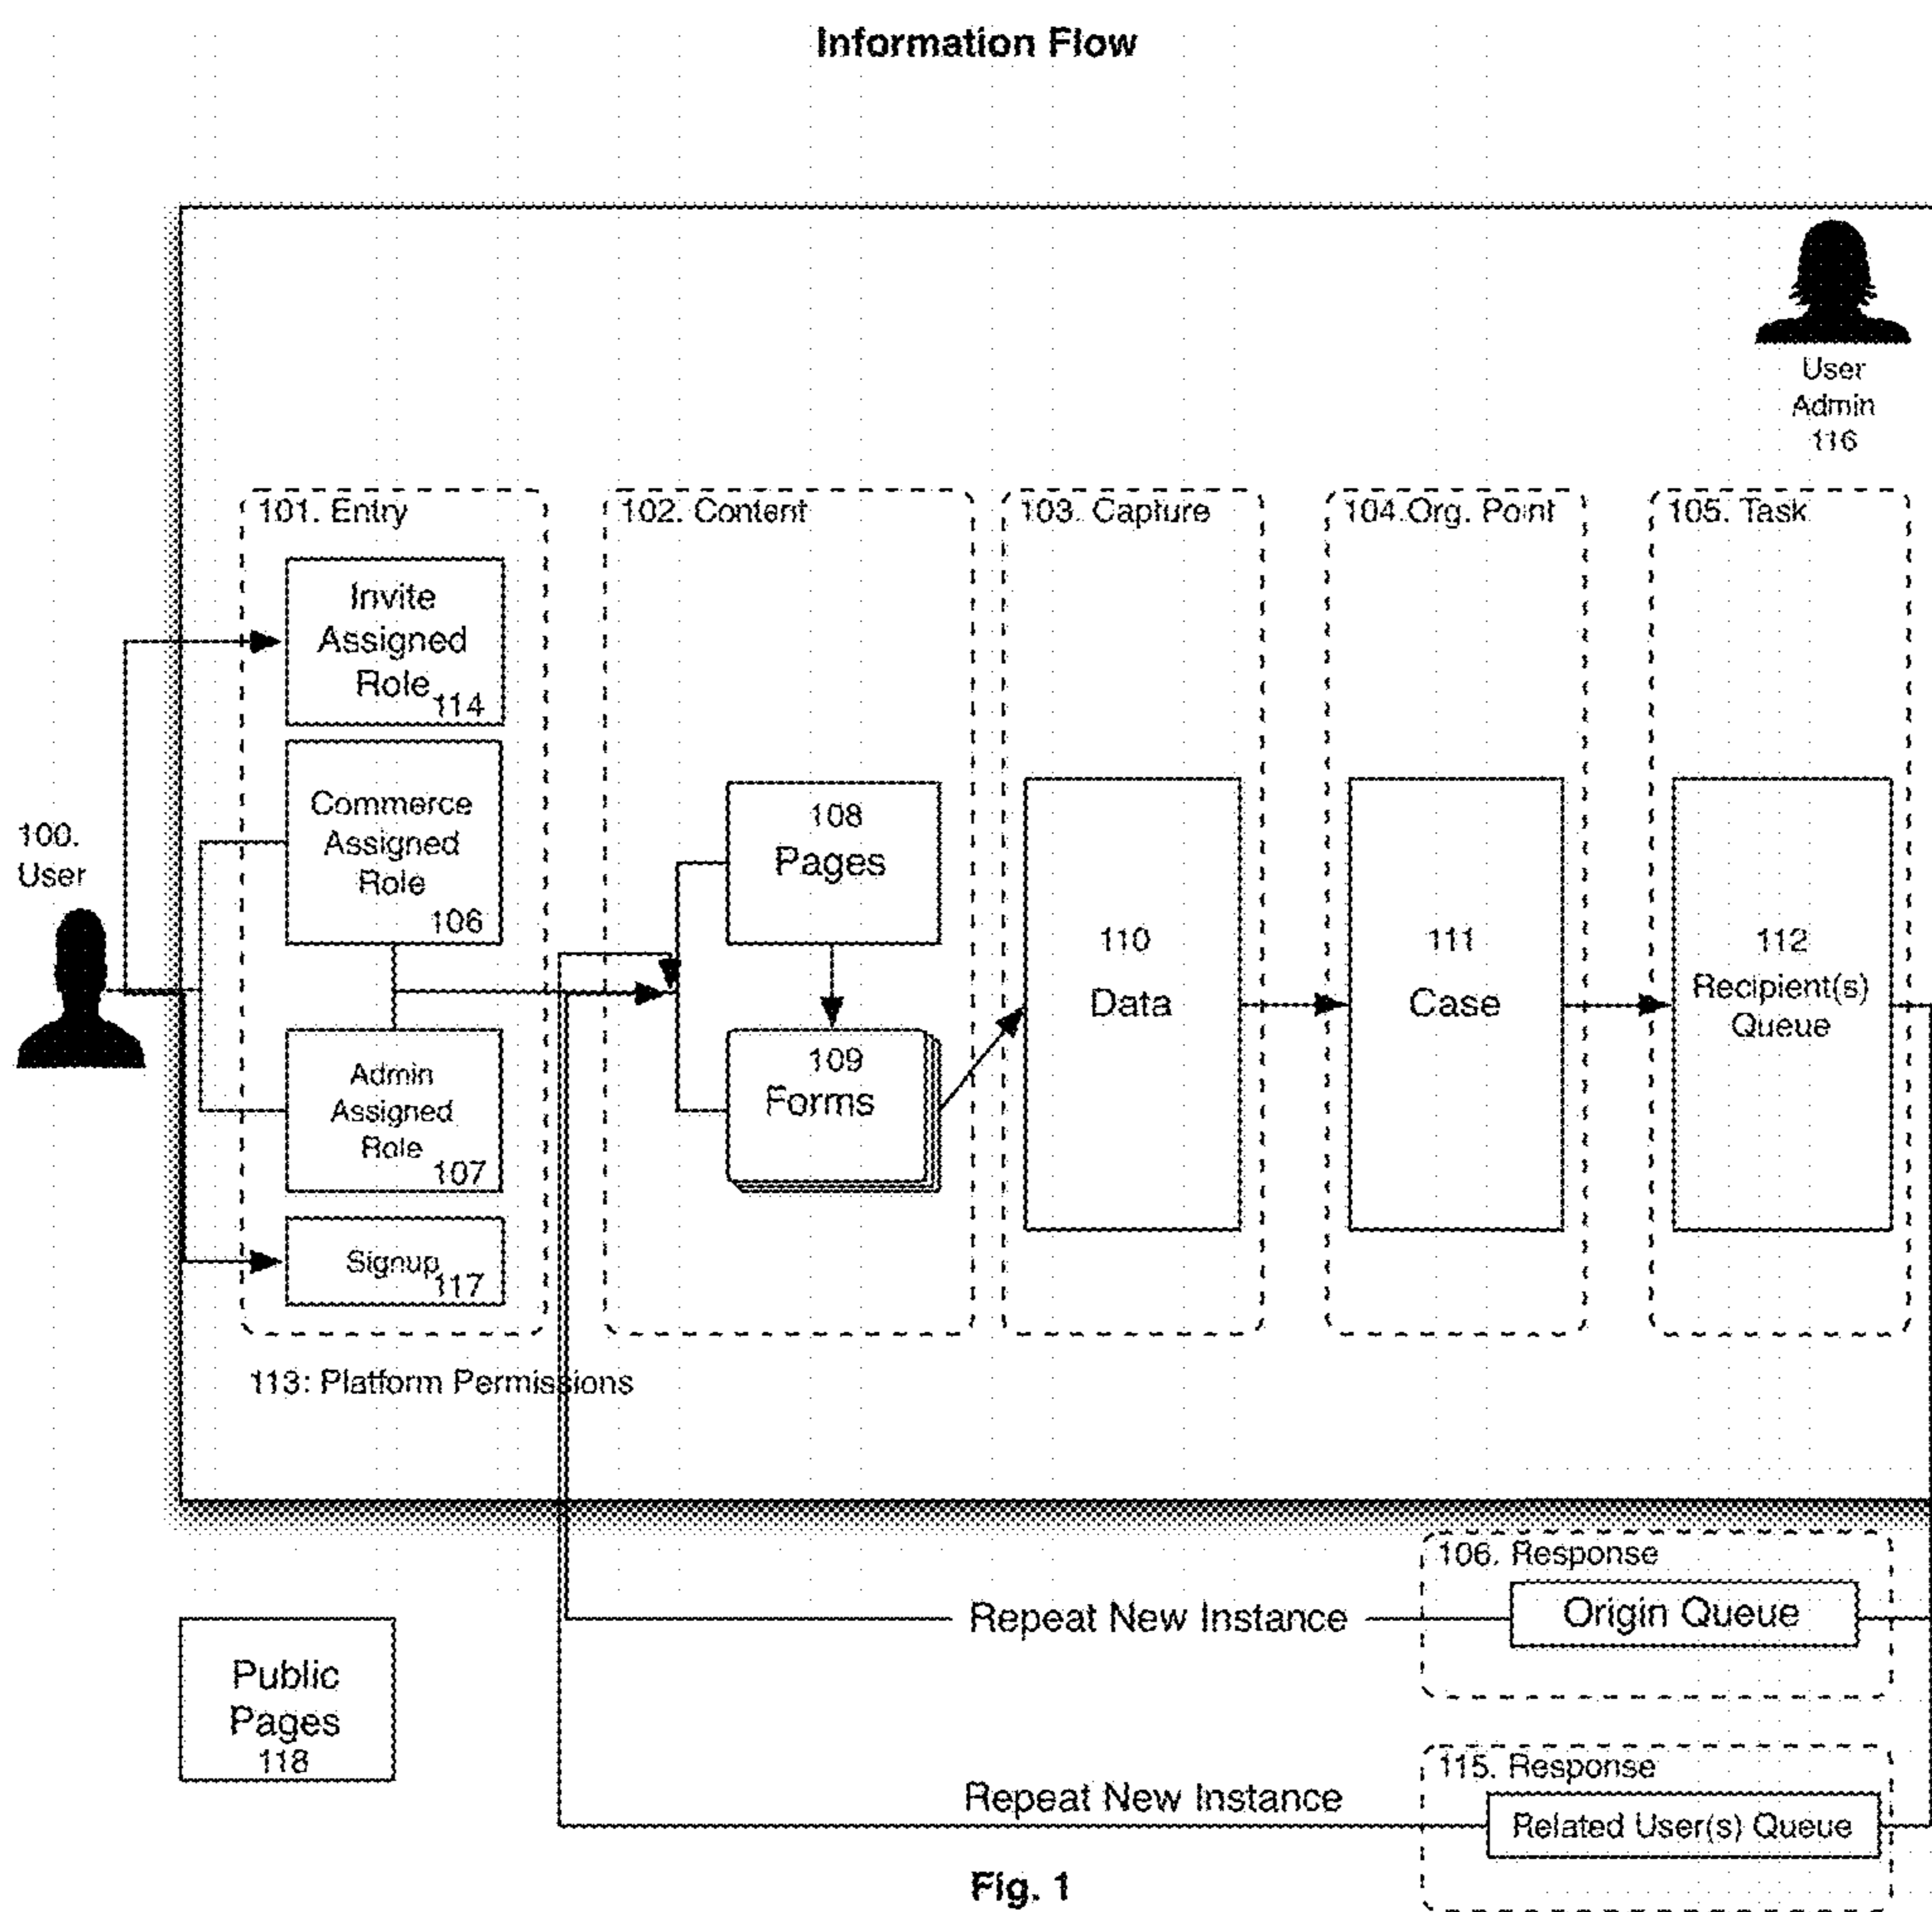 Information Flow
User
Admin
116
101. Entry
102. Content
103. Capture
104.Org. Point
105. Task
Invite
Assigned
Role
114
Commerce
Assigned
Role
106
100.
User
108
Pages
110
Data
111
Case
112
Recipient(s)
Queue
109
Forms
Admin
Assigned
Role
107
Signup
117
113: Platform Permissions
106. Response
Origin Queue
Repeat New Instance
Public
Pages
118
115. Response
Related User(s) Queue
Repeat New Instance
Fig. 1